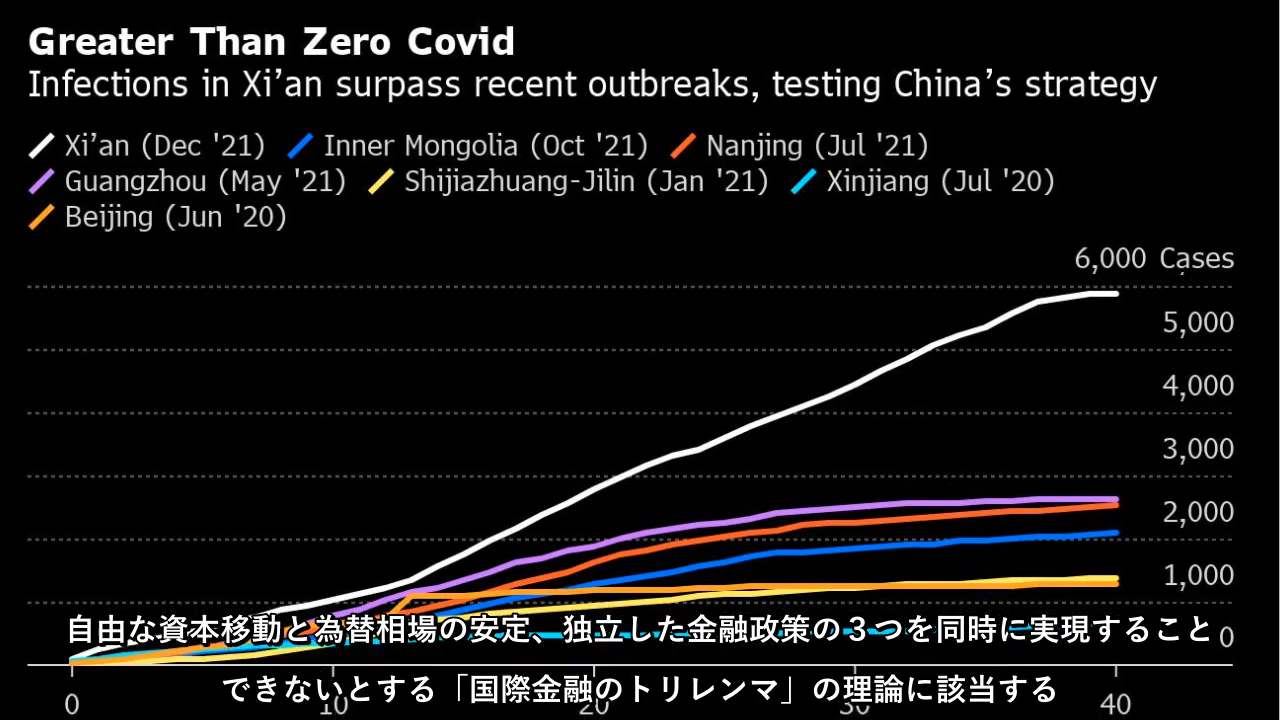 Greater Than Zero Covid
Infections in Xi’an surpass recent outbreaks, testing China’s strategy
Xi’an (Dec '21) Inner Mongolia (Oct '21) Nanjing (Jul '21)
Guangzhou (May '21) Shijiazhuang-Jilin (Jan '21) Xinjiang (Jul '20)
Beijing (Jun '20)
6,000 Cases
5,000
4,000
3,000
2,000
1,000
自由な資本移動と為替相場の安定、独立した金融政策の３つを同時に実現すること
0
できないとする「国際金融のトリレンマ」の理論に該当する
0 10 20 30 40